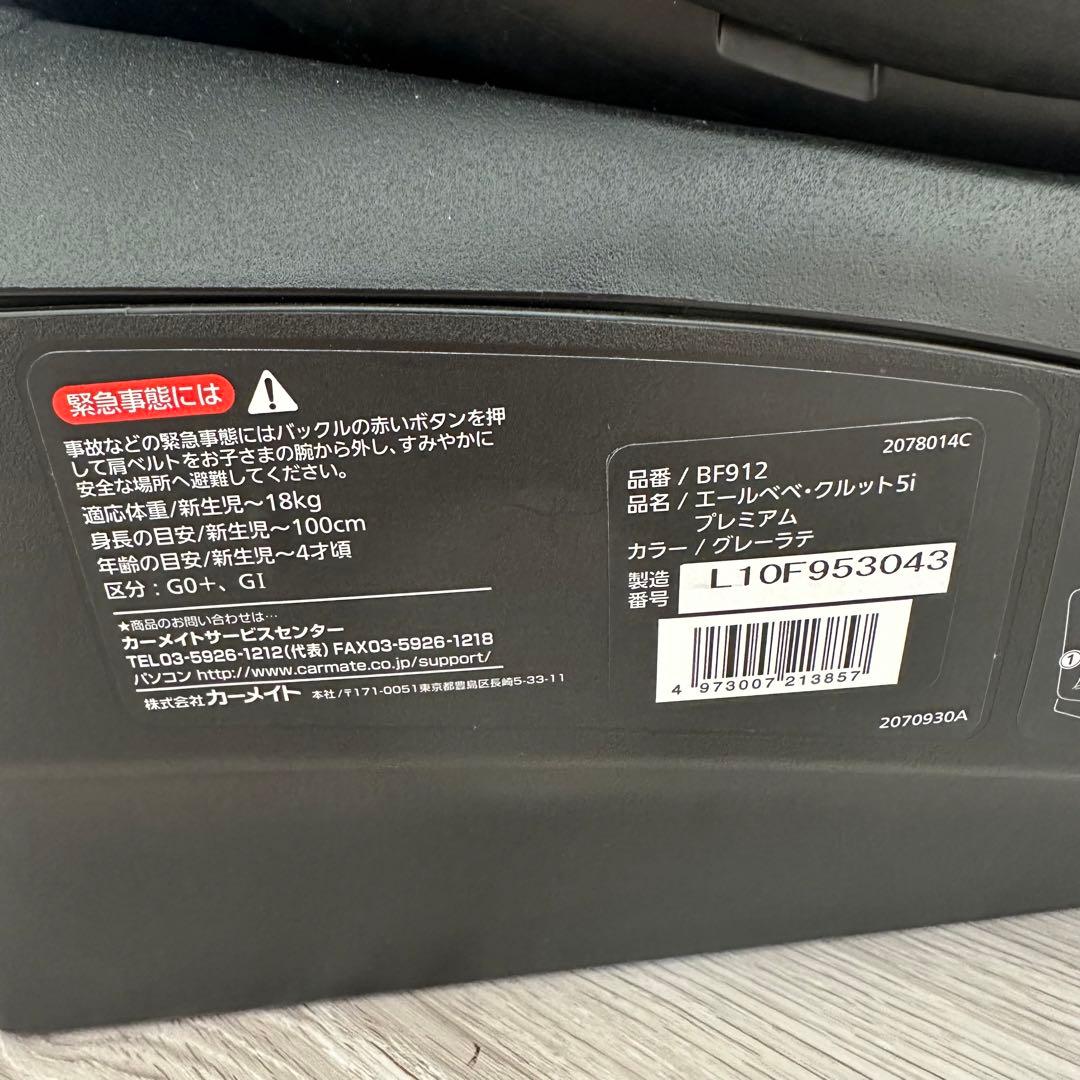 緊急事態には
事故などの緊急事態にはバックルの赤いボタンを押
して肩ベルトをお子さまの腕から外し、すみやかに
安全な場所へ避難してください。
適応体重/新生児〜18kg
身長の目安/新生児〜100cm
年齢の目安/新生児〜4才頃
区分：G0＋、GⅠ
★商品のお問い合わせは…
カーメイトサービスセンター
TEL03-5926-1212(代表) FAX03-5926-1218
パソコン http://www.carmate.co.jp/support/
株式会社 カーメイト 本社/〒171-0051東京都豊島区長崎5-33-11
2078014C
品番 / BF912
品名 / エールベベ・クルット5i
プレミアム
カラー / グレーラテ
製造
番号
L10F953043
4 973007 213857
2070930A
1